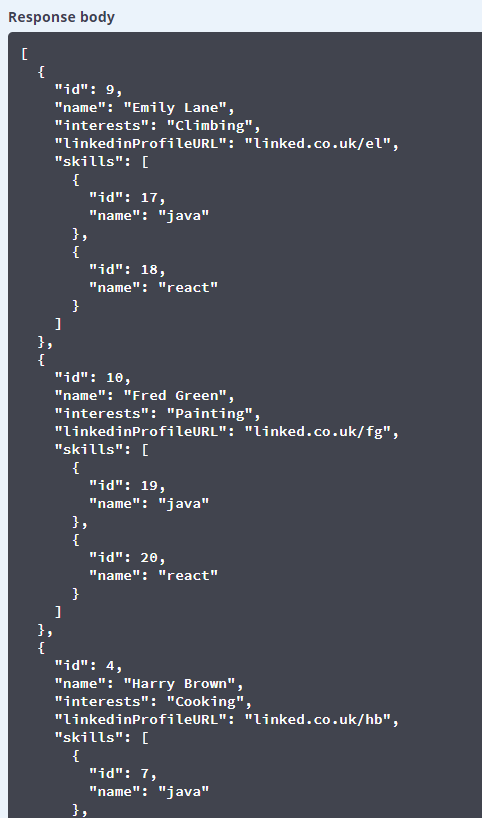 Response body
[
  {
    "id": 9,
    "name": "Emily Lane",
    "interests": "Climbing",
    "linkedinProfileURL": "linked.co.uk/el",
    "skills": [
      {
        "id": 17,
        "name": "java"
      },
      {
        "id": 18,
        "name": "react"
      }
    ]
  },
  {
    "id": 10,
    "name": "Fred Green",
    "interests": "Painting",
    "linkedinProfileURL": "linked.co.uk/fg",
    "skills": [
      {
        "id": 19,
        "name": "java"
      },
      {
        "id": 20,
        "name": "react"
      }
    ]
  },
  {
    "id": 4,
    "name": "Harry Brown",
    "interests": "Cooking",
    "linkedinProfileURL": "linked.co.uk/hb",
    "skills": [
      {
        "id": 7,
        "name": "java"
      },